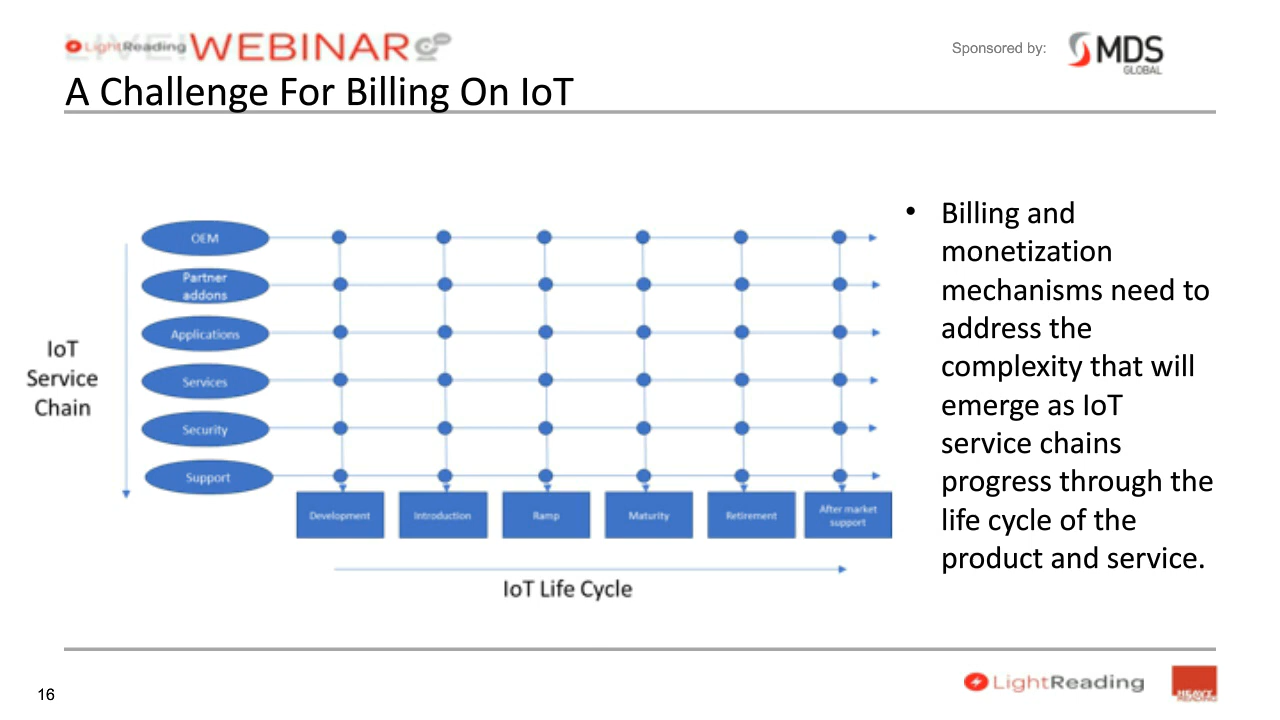 LIVE! LightReading WEBINAR
Sponsored by:
MDS
GLOBAL
A Challenge For Billing On IoT
IoT
Service
Chain
OEM
Partner
addons
Applications
Services
Security
Support
Development
Introduction
Ramp
Maturity
Retirement
After market
support
IoT Life Cycle
• Billing and
monetization
mechanisms need to
address the
complexity that will
emerge as IoT
service chains
progress through the
life cycle of the
product and service.
16
LightReading
HEAVY
READING